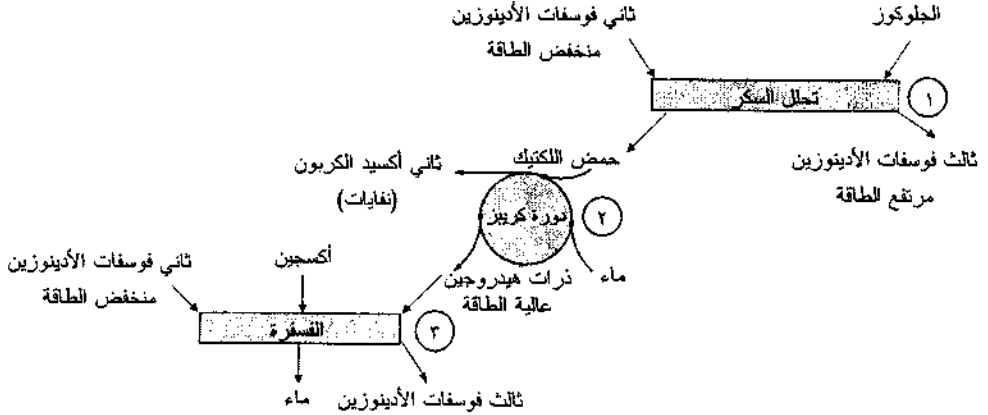 الجلوكوز
ثاني فوسفات الأدينوزين
منخفض الطاقة
١
تحلل السكر
ثالث فوسفات الأدينوزين
مرتفع الطاقة
حمض اللكتيك
ثاني أكسيد الكربون
(نفايات)
٢
دورة كريبز
ماء
ذرات هيدروجين
عالية الطاقة
أكسجين
ثاني فوسفات الأدينوزين
منخفض الطاقة
٣
الفسفرة
ثالث فوسفات الأدينوزين
ماء